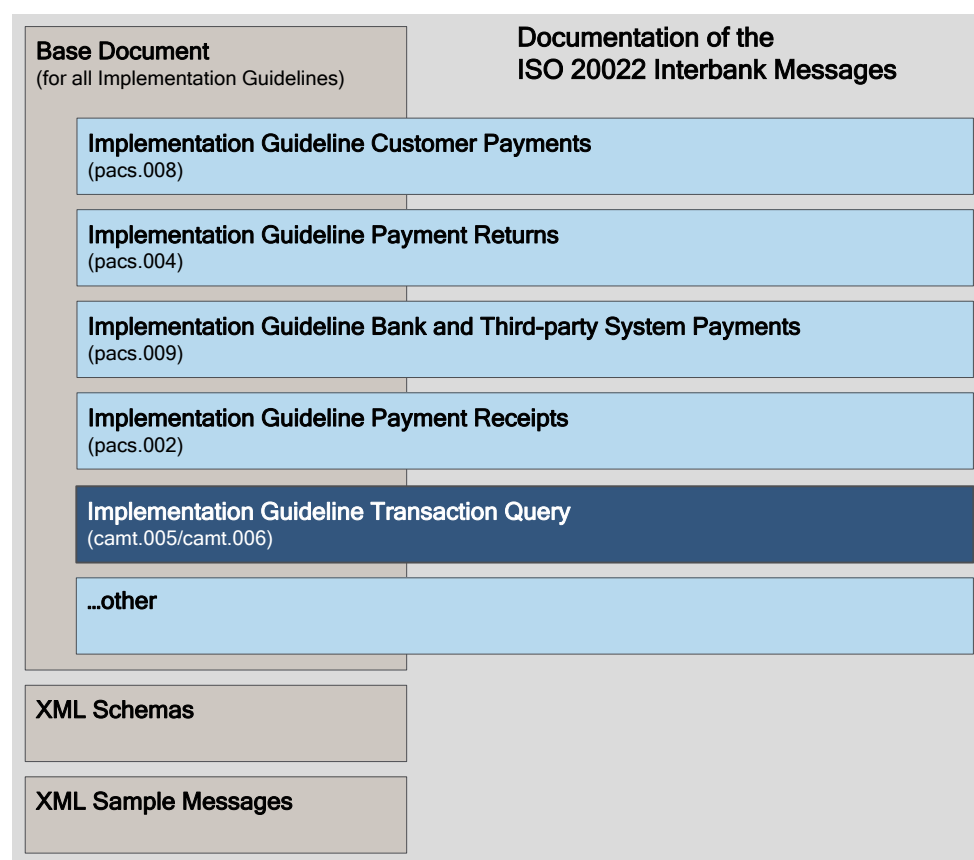 Documentation of the
ISO 20022 Interbank Messages
Base Document
(for all Implementation Guidelines)
Implementation Guideline Customer Payments
(pacs.008)
Implementation Guideline Payment Returns
(pacs.004)
Implementation Guideline Bank and Third-party System Payments
(pacs.009)
Implementation Guideline Payment Receipts
(pacs.002)
Implementation Guideline Transaction Query
(camt.005/camt.006)
…other
XML Schemas
XML Sample Messages